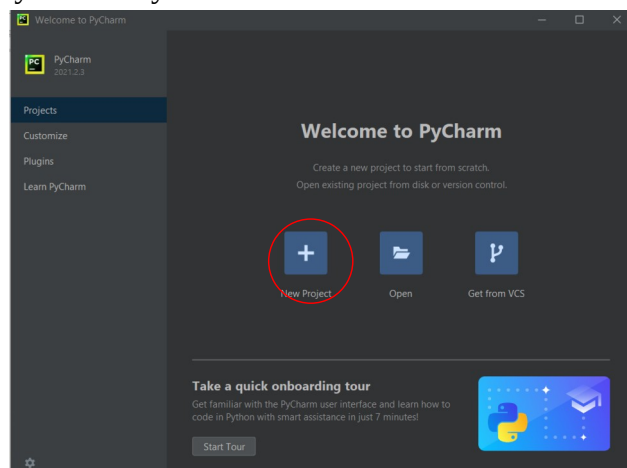 Welcome to PyCharm
PC
PyCharm
2021.2.3
Projects
Customize
Plugins
Learn PyCharm
Welcome to PyCharm
Create a new project to start from scratch.
Open existing project from disk or version control.
New Project
Open
Get from VCS
Take a quick onboarding tour
Get familiar with the PyCharm user interface and learn how to
code in Python with smart assistance in just 7 minutes!
Start Tour